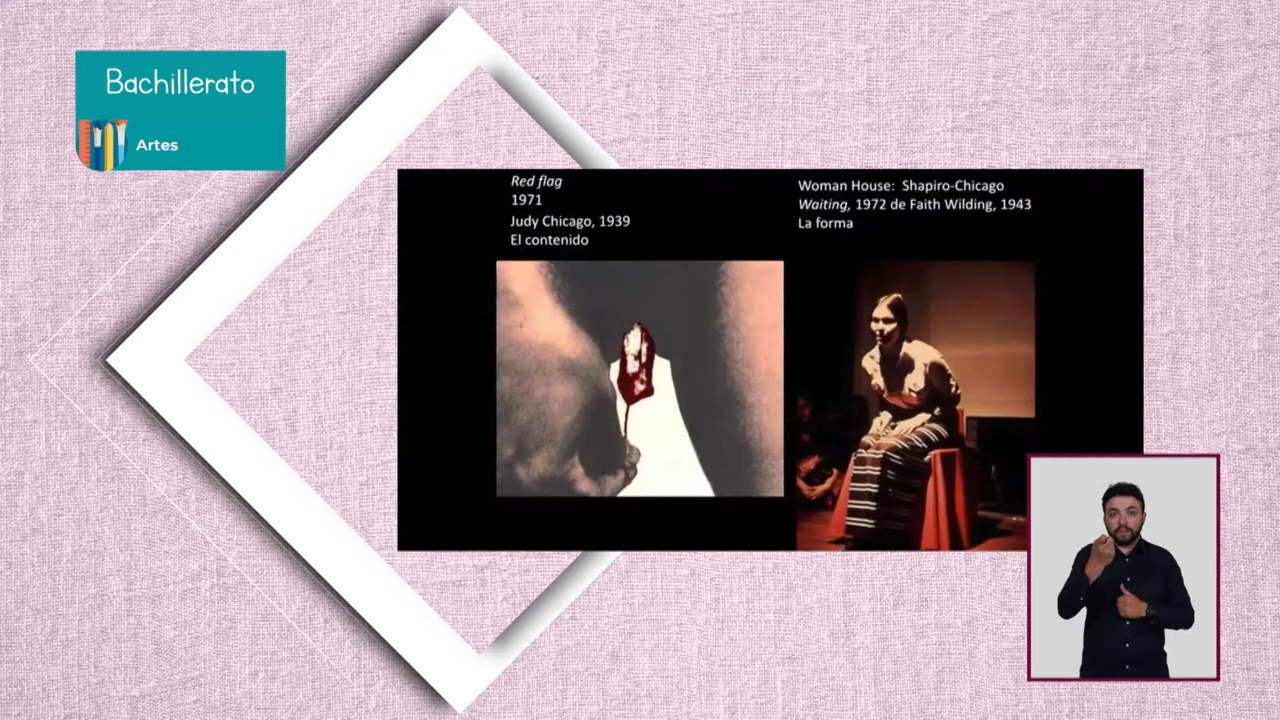 Bachillerato
Artes
Red flag
1971
Judy Chicago, 1939
El contenido
Woman House: Shapiro-Chicago
Waiting, 1972 de Faith Wilding, 1943
La forma